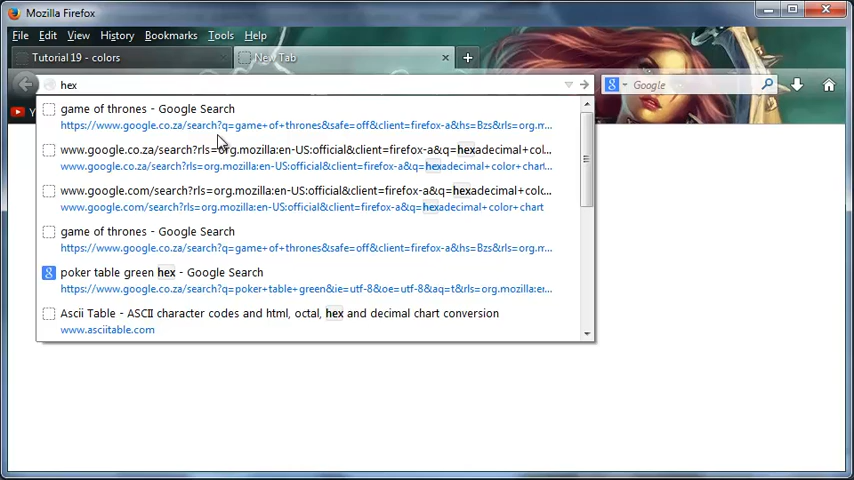 Mozilla Firefox
File Edit View History Bookmarks Tools Help
Tutorial 19 - colors
New Tab
hex
Google
game of thrones - Google Search
https://www.google.co.za/search?q=game+of+thrones&safe=off&client=firefox-a&hs=Bzs&rls=org.m...
www.google.co.za/search?rls=org.mozilla:en-US:official&client=firefox-a&q=hexadecimal+col...
https://www.google.co.za/search?rls=org.mozilla:en-US:official&client=firefox-a&q=hexadecimal+color+chart...
www.google.com/search?rls=org.mozilla:en-US:official&client=firefox-a&q=hexadecimal+colc...
www.google.com/search?rls=org.mozilla:en-US:official&client=firefox-a&q=hexadecimal+color+chart
game of thrones - Google Search
https://www.google.co.za/search?q=game+of+thrones&safe=off&client=firefox-a&hs=Bzs&rls=org.m...
poker table green hex - Google Search
https://www.google.co.za/search?q=poker+table+green&ie=utf-8&oe=utf-8&aq=t&rls=org.mozilla:er...
Ascii Table - ASCII character codes and html, octal, hex and decimal chart conversion
www.asciitable.com